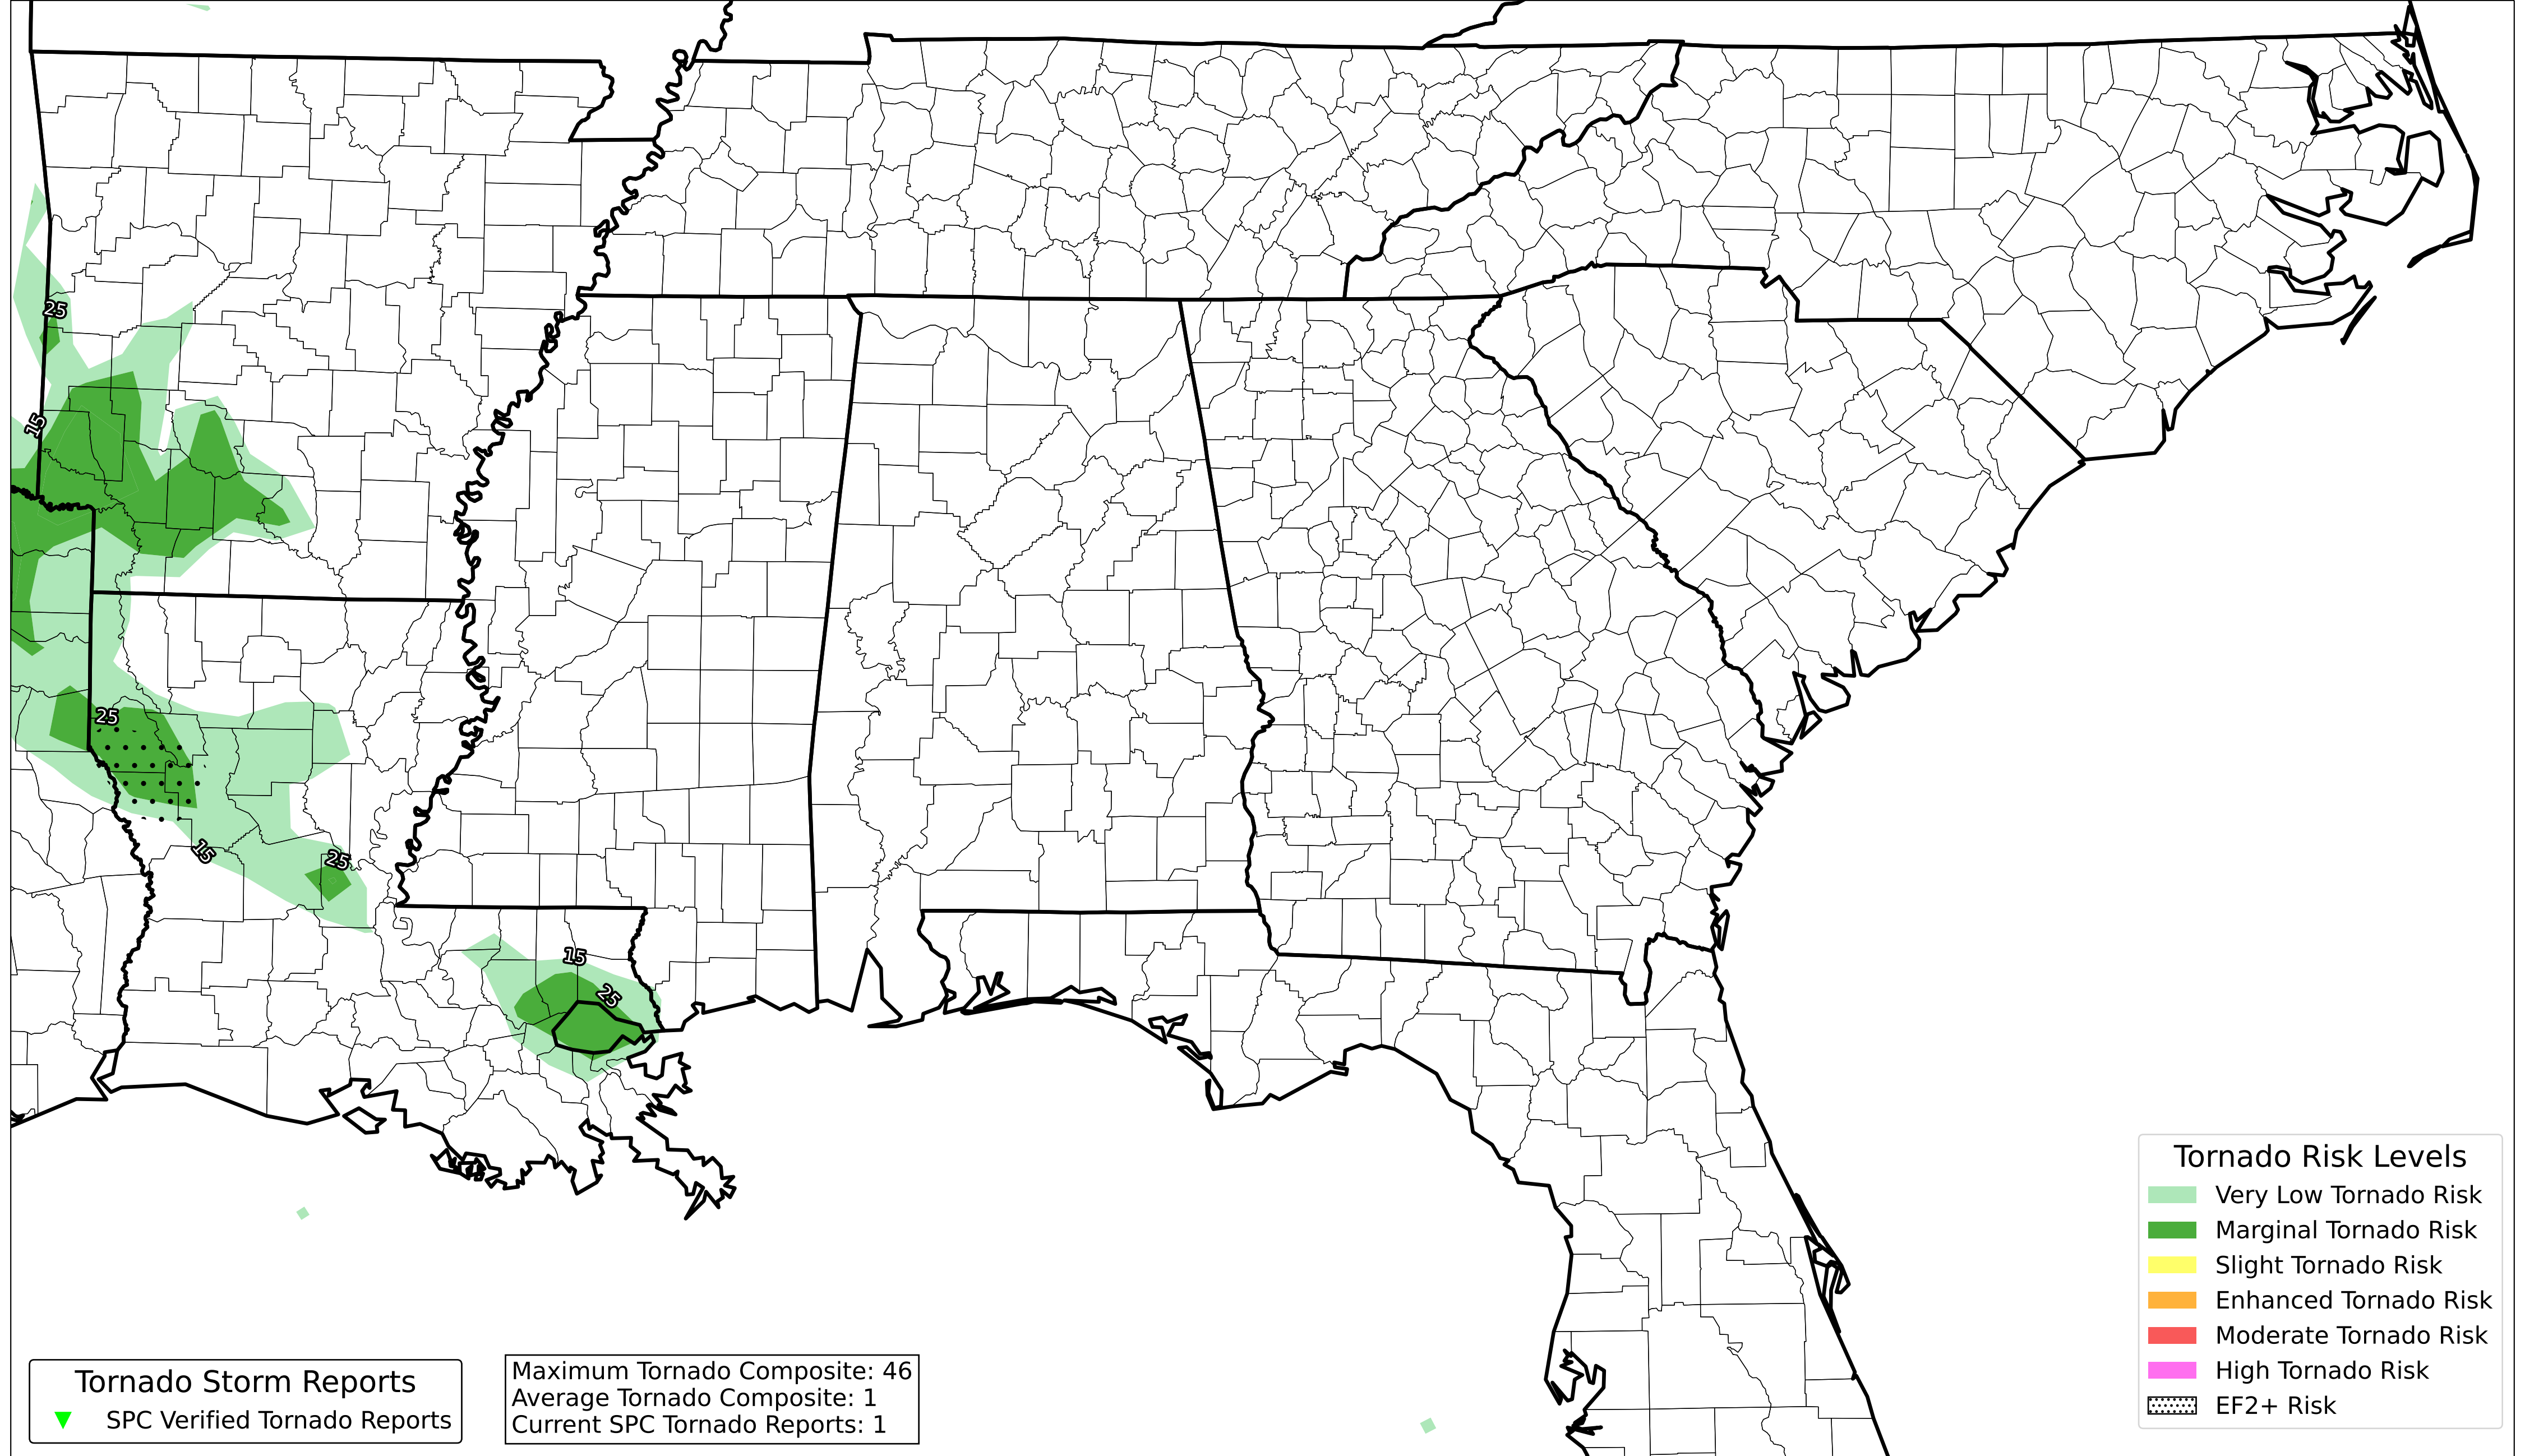 25
15
25
15
25
15
25
Tornado Risk Levels
Very Low Tornado Risk
Marginal Tornado Risk
Slight Tornado Risk
Enhanced Tornado Risk
Moderate Tornado Risk
High Tornado Risk
EF2+ Risk
Tornado Storm Reports
SPC Verified Tornado Reports
Maximum Tornado Composite: 46
Average Tornado Composite: 1
Current SPC Tornado Reports: 1